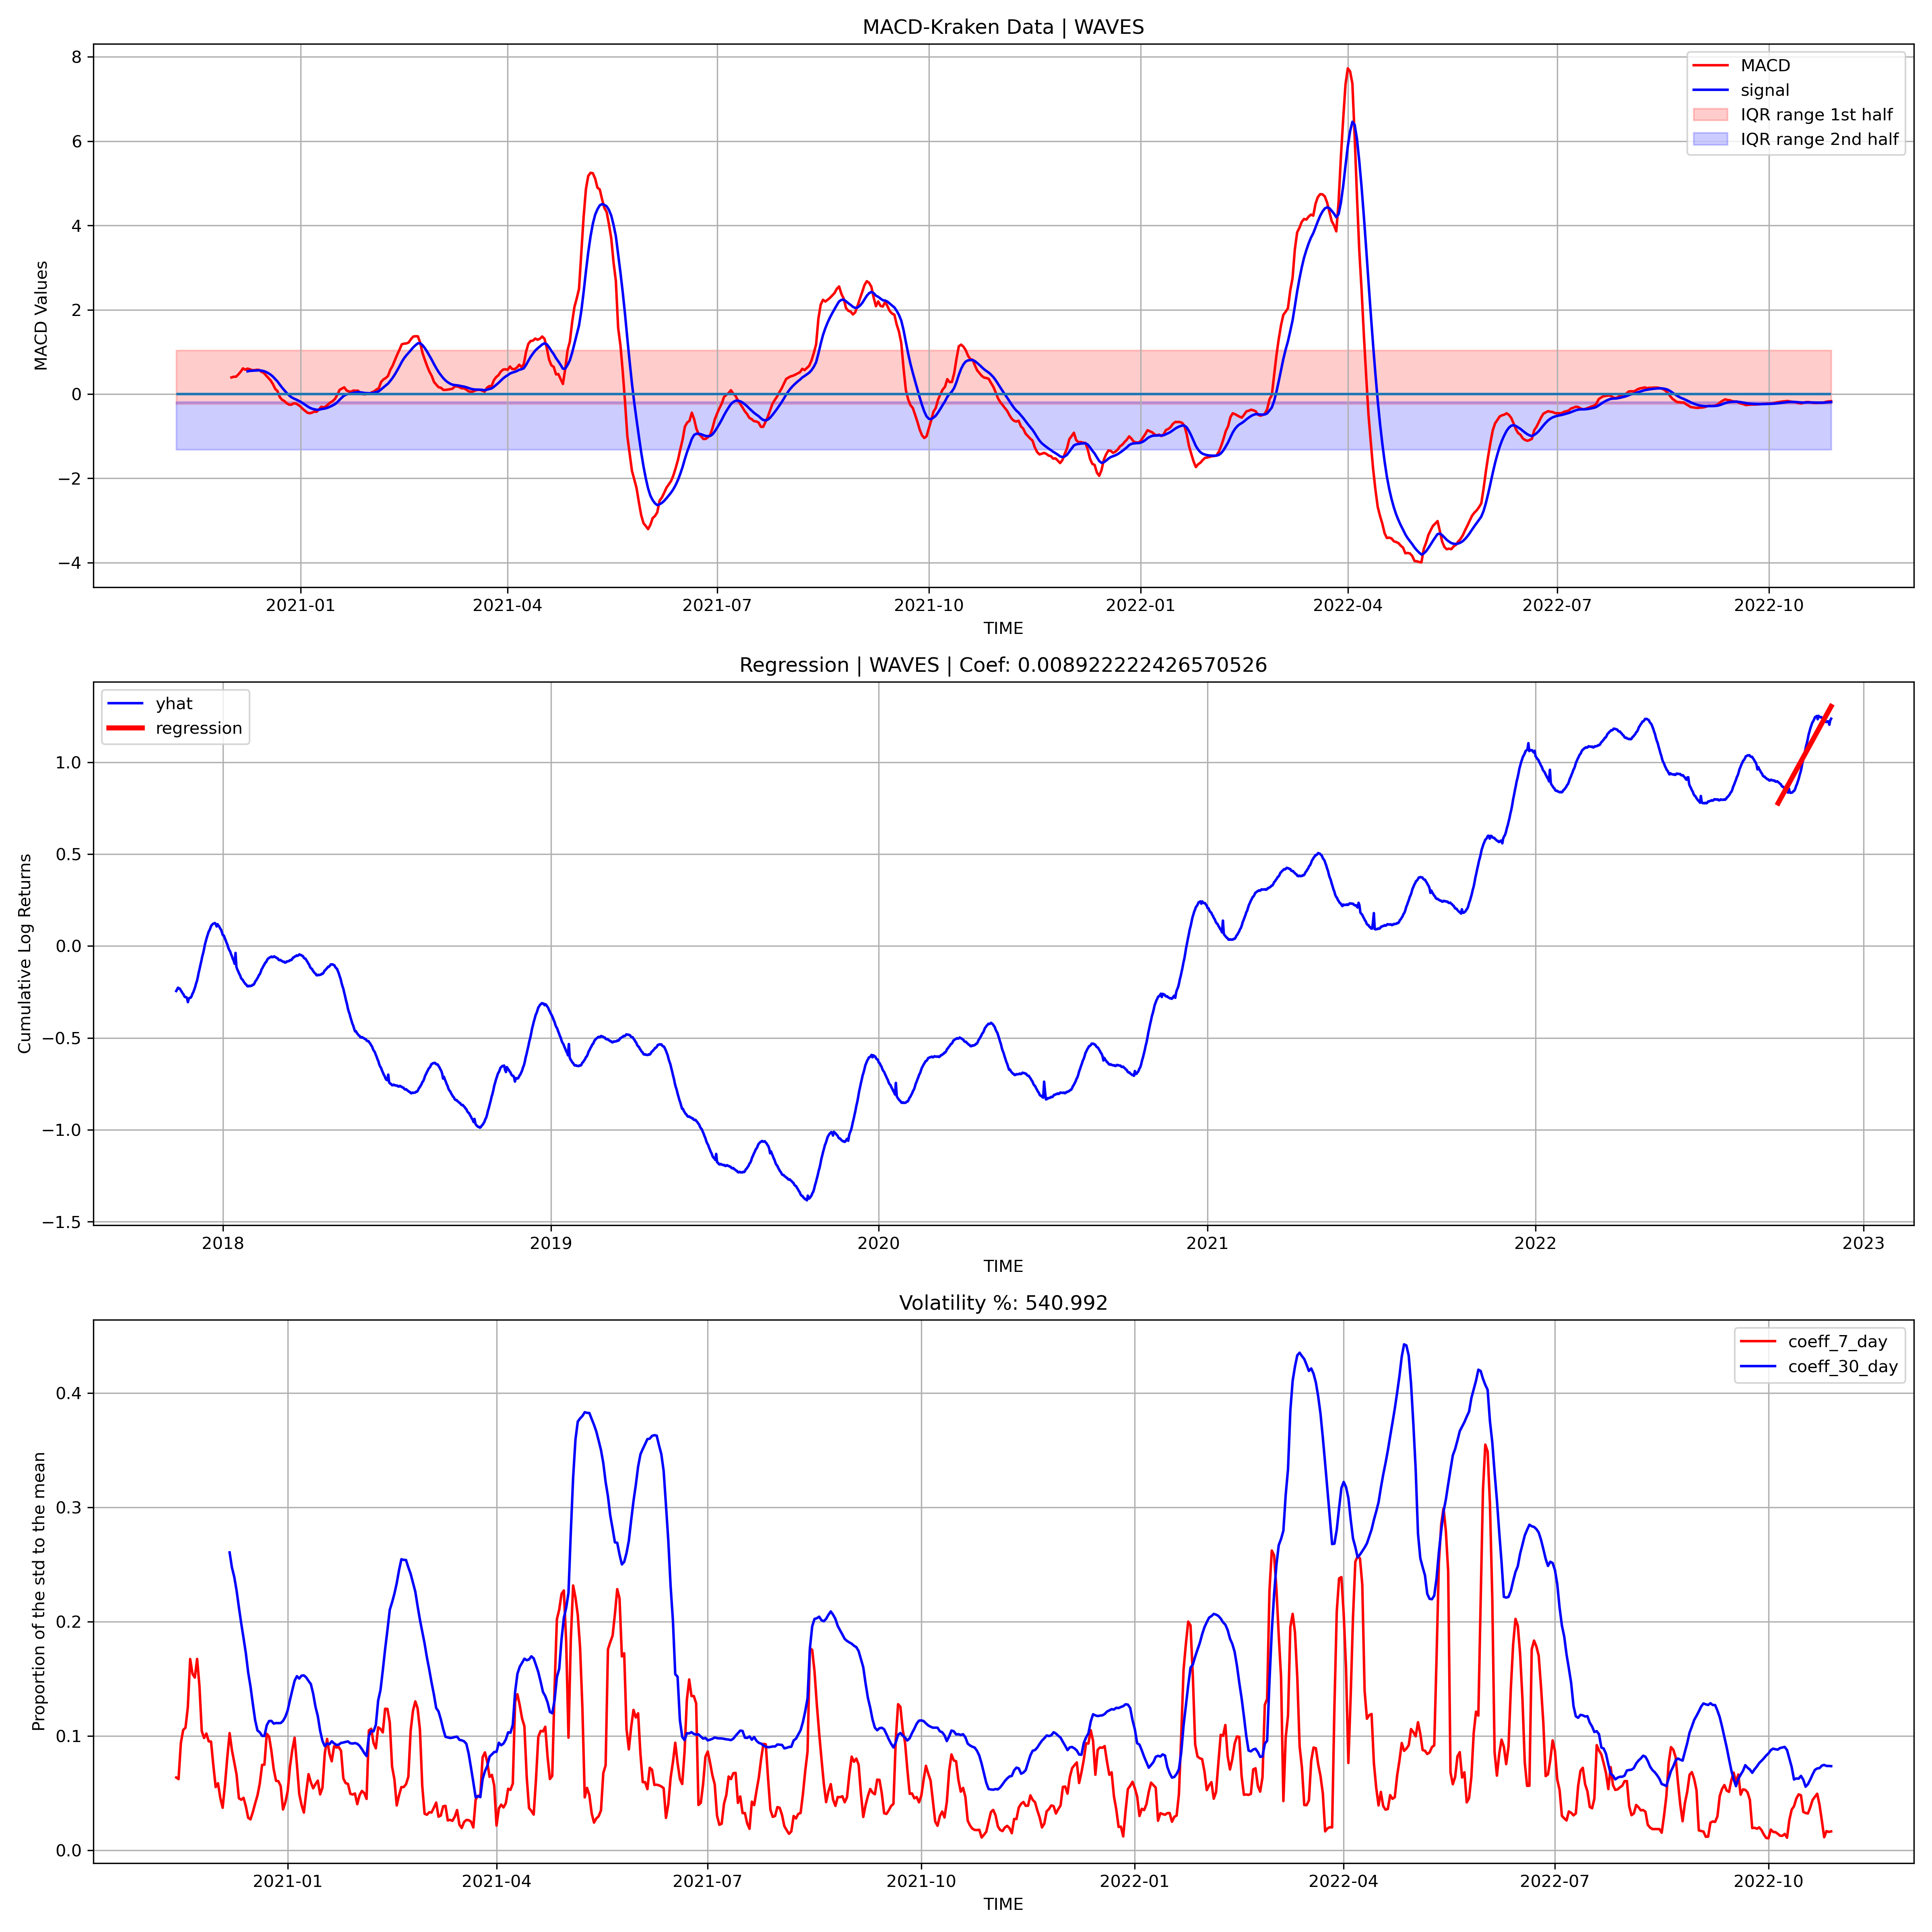 MACD-Kraken Data | WAVES
MACD
signal
IQR range 1st half
IQR range 2nd half
MACD Values
8
6
4
2
0
−2
−4
2021-01
2021-04
2021-07
2021-10
2022-01
2022-04
2022-07
2022-10
TIME
Regression | WAVES | Coef: 0.008922222426570526
yhat
regression
Cumulative Log Returns
1.0
0.5
0.0
−0.5
−1.0
−1.5
2018
2019
2020
2021
2022
2023
TIME
Volatility %: 540.992
coeff_7_day
coeff_30_day
Proportion of the std to the mean
0.4
0.3
0.2
0.1
0.0
2021-01
2021-04
2021-07
2021-10
2022-01
2022-04
2022-07
2022-10
TIME